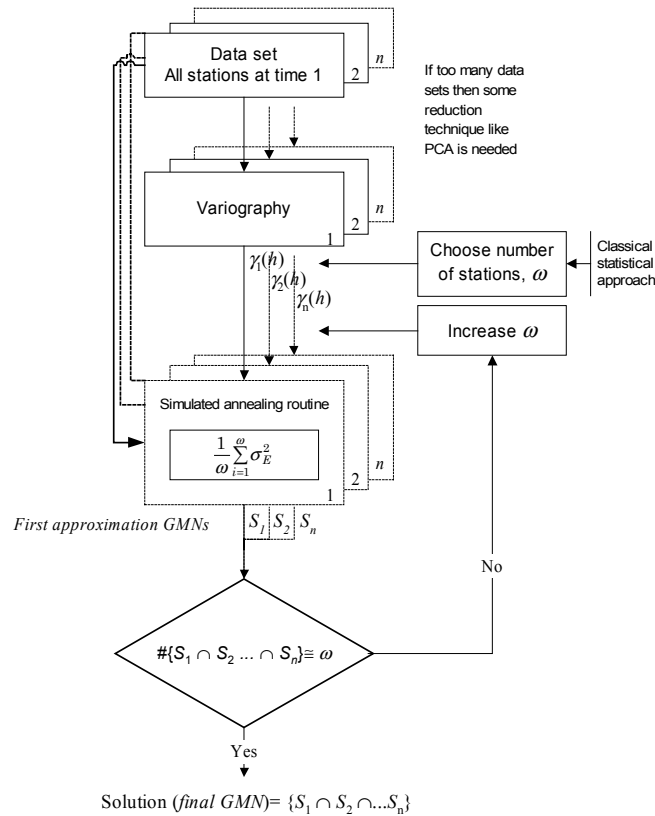 Data set
All stations at time 1
2
n
If too many data
sets then some
reduction
technique like
PCA is needed
Variography
1
2
n
γ₁(h)
γ₂(h)
γₙ(h)
Choose number
of stations, ω
Classical
statistical
approach
Increase ω
Simulated annealing routine
1/ω ∑_{i=1}^{ω} σ_E^2
1
2
n
First approximation GMNs
S₁ S₂ Sₙ
No
#{S₁ ∩ S₂ ... ∩ Sₙ}≅ ω
Yes
Solution (final GMN)= {S₁ ∩ S₂ ∩...Sₙ}